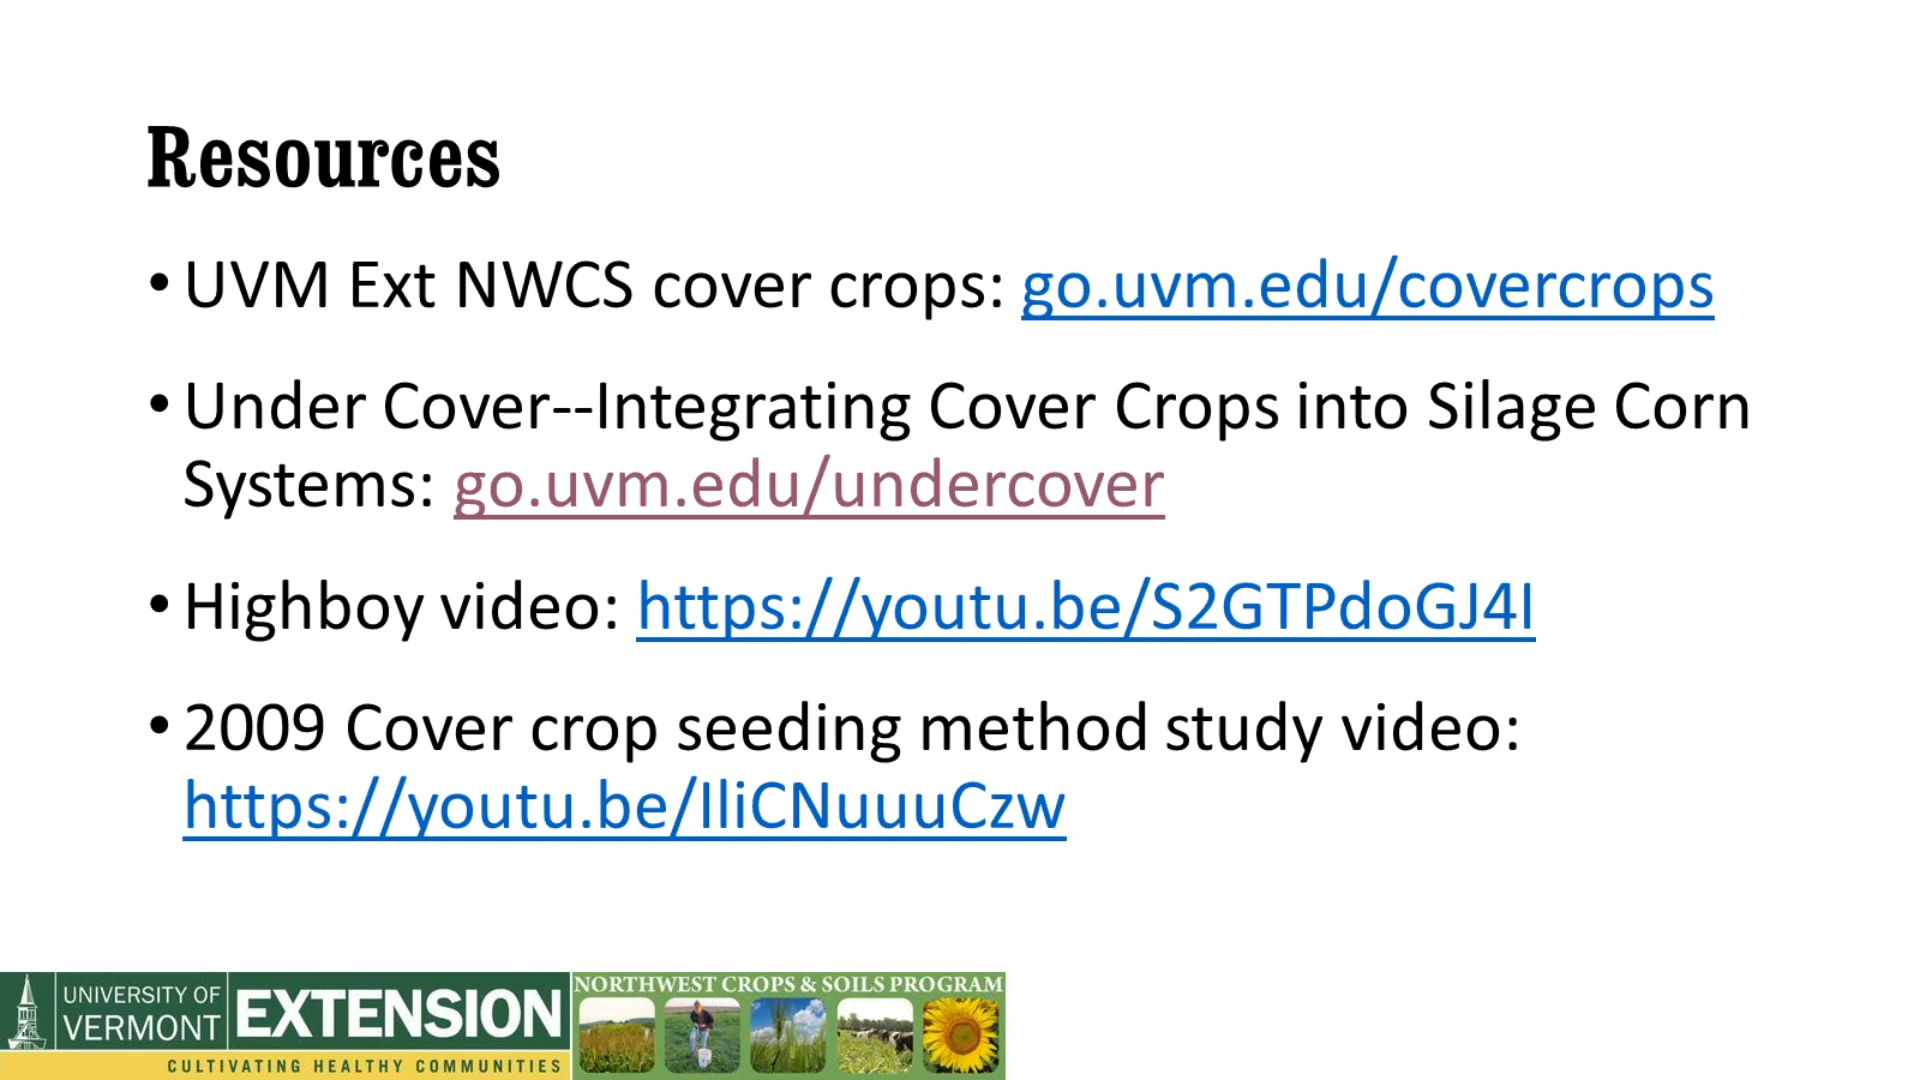 Resources
• UVM Ext NWCS cover crops: go.uvm.edu/covercrops
• Under Cover--Integrating Cover Crops into Silage Corn
Systems: go.uvm.edu/undercover
• Highboy video: https://youtu.be/S2GTPdoGJ4I
• 2009 Cover crop seeding method study video:
https://youtu.be/IliCNuuuCzw
UNIVERSITY OF
VERMONT
EXTENSION
CULTIVATING HEALTHY COMMUNITIES
NORTHWEST CROPS & SOILS PROGRAM